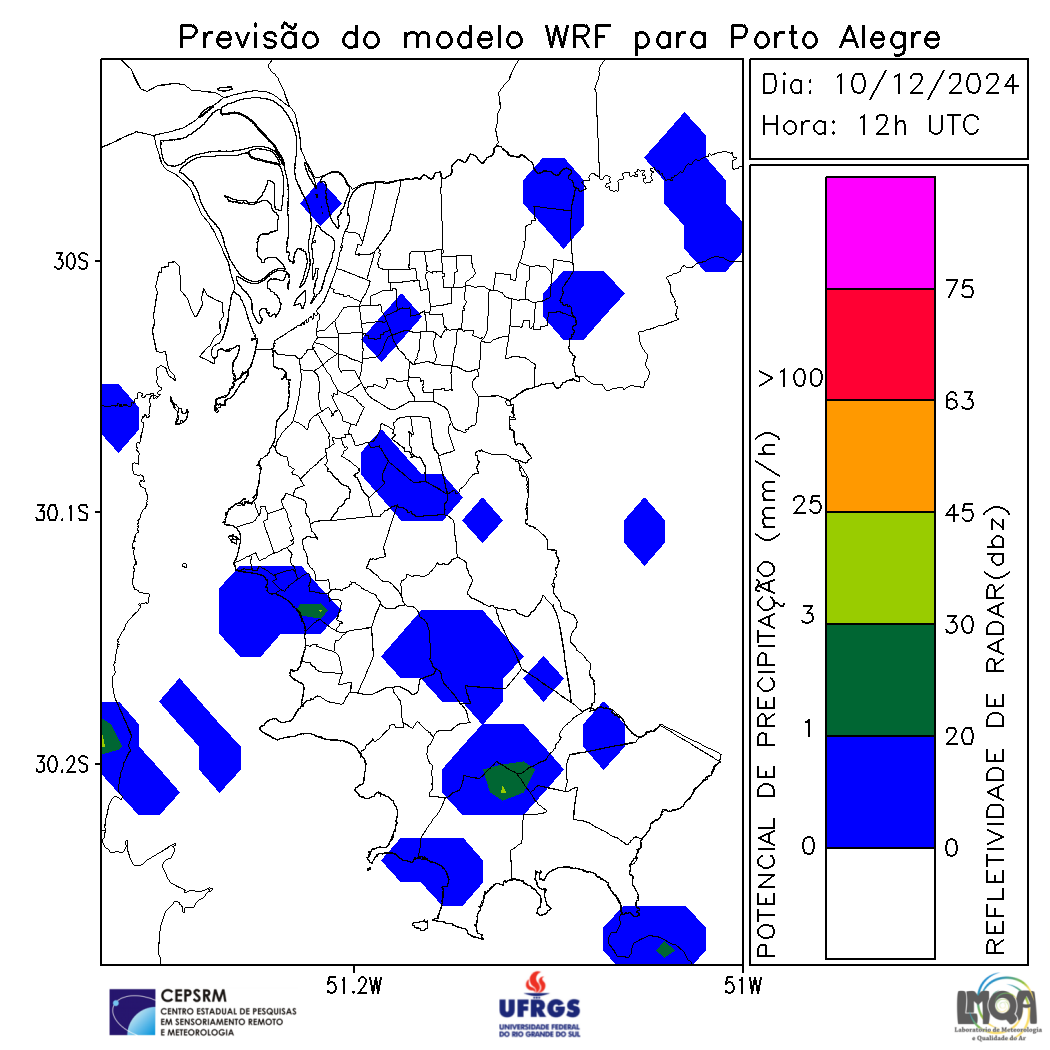 Previsão do modelo WRF para Porto Alegre
Dia: 10/12/2024
Hora: 12h UTC
30S
30.1S
30.2S
51.2W
51W
POTENCIAL DE PRECIPITAÇÃO (mm/h)
>100
25
3
1
0
75
63
45
30
20
0
REFLETIVIDADE DE RADAR(dbz)
CEPSRM
CENTRO ESTADUAL DE PESQUISAS
EM SENSORIAMENTO REMOTO
E METEOROLOGIA
UFRGS
UNIVERSIDADE FEDERAL
DO RIO GRANDE DO SUL
LMQA
Laboratório de Meteorologia
e Qualidade do Ar